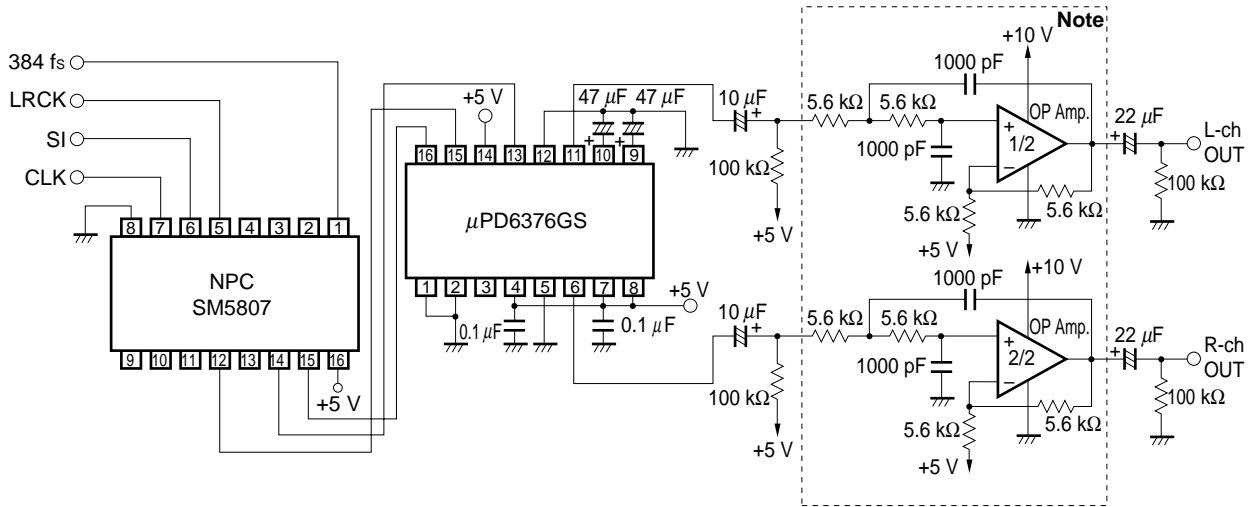 Note
+10 V
384 fs
LRCK
SI
CLK
1000 pF
47 µF 47 µF
+5 V
10 µF
+
5.6 kΩ 5.6 kΩ
OP Amp.
22 µF
+
L-ch
OUT
+ +
16 15 14 13 12 11 10 9
1000 pF
+
1/2
−
100 kΩ
100 kΩ
5.6 kΩ
5.6 kΩ
8 7 6 5 4 3 2 1
µPD6376GS
+5 V
+5 V
NPC
SM5807
1 2 3 4 5 6 7 8
+5 V
0.1 µF
0.1 µF
+10 V
1000 pF
10 µF
+
5.6 kΩ 5.6 kΩ
OP Amp.
22 µF
+
R-ch
OUT
9 10 11 12 13 14 15 16
+5 V
1000 pF
+
2/2
−
100 kΩ
100 kΩ
5.6 kΩ
5.6 kΩ
+5 V
+5 V